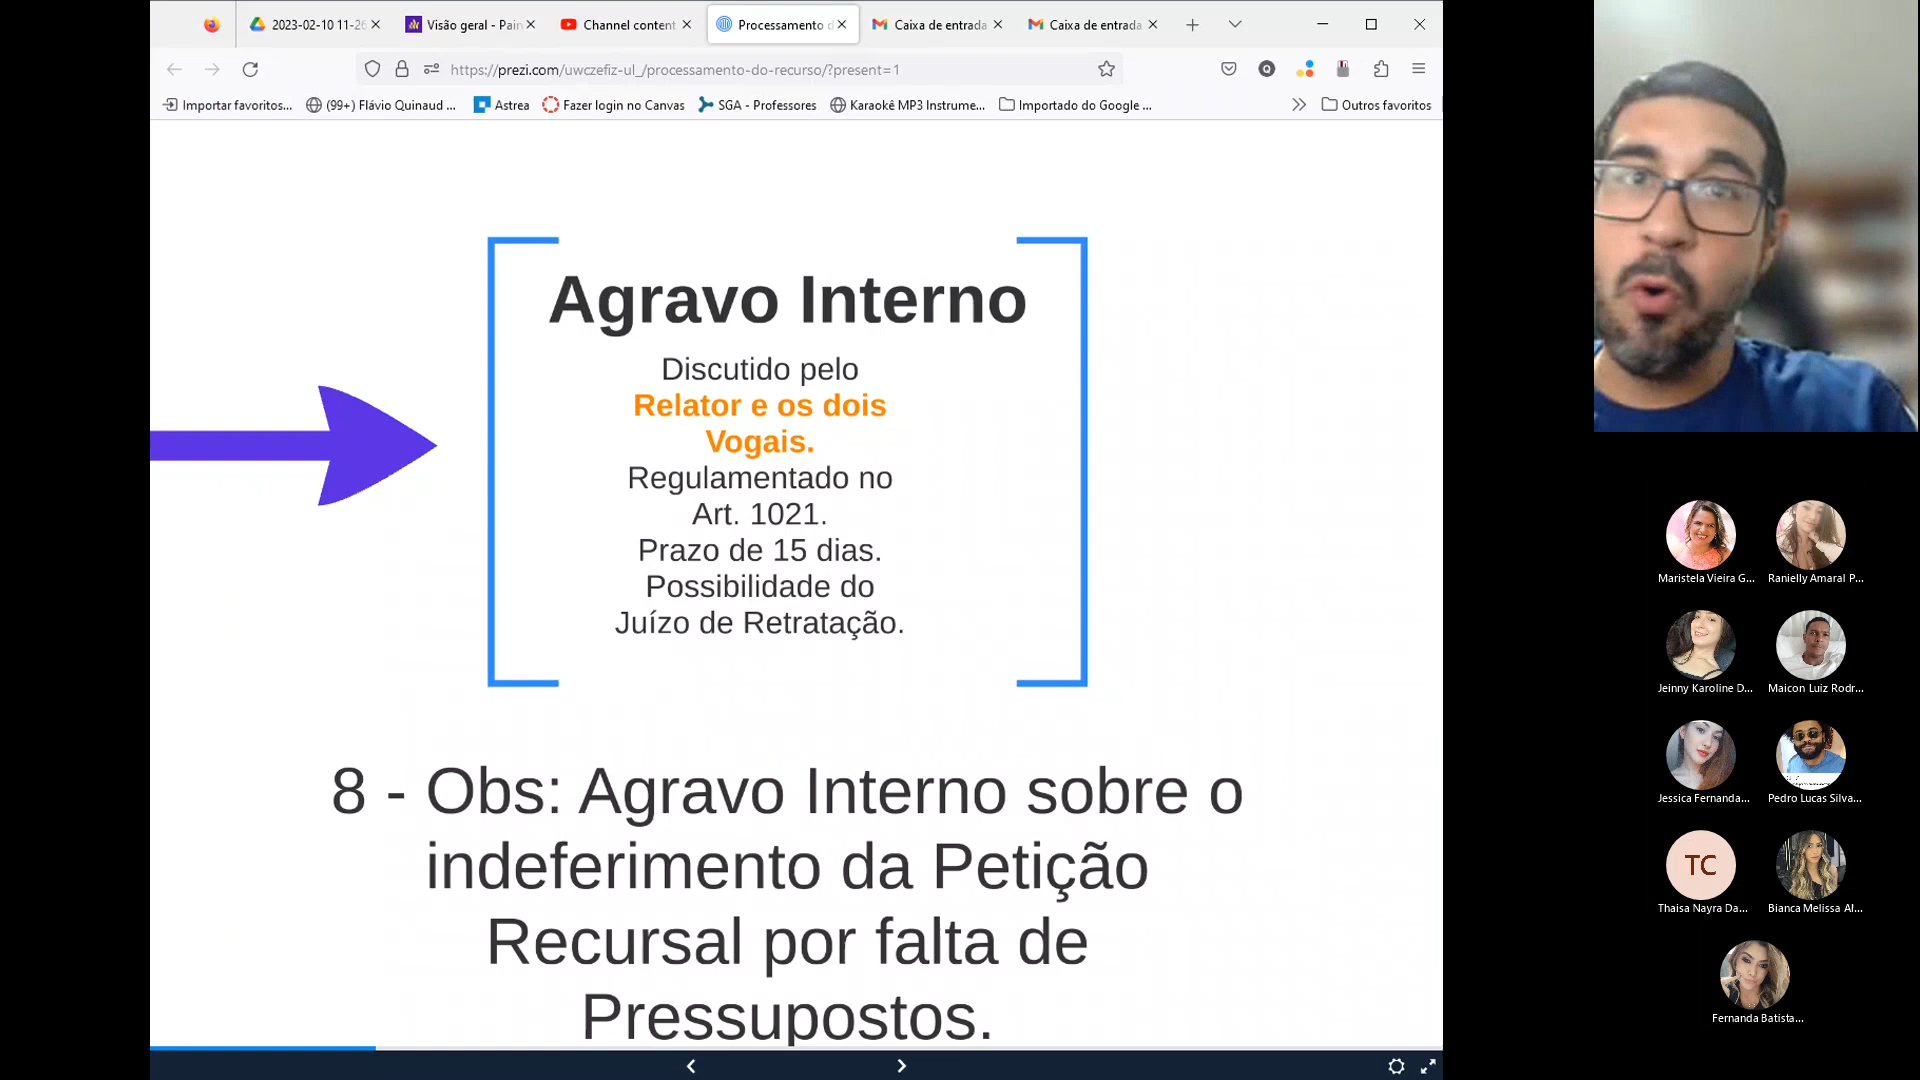 2023-02-10 11-26
Visão geral - Pain
Channel content
Processamento d
Caixa de entrada
Caixa de entrada
https://prezi.com/uwczefiz-ul_/processamento-do-recurso/?present=1
Importar favoritos...
(99+) Flávio Quinaud ...
Astrea
Fazer login no Canvas
SGA - Professores
Karaokê MP3 Instrume...
Importado do Google ...
Outros favoritos
Agravo Interno
Discutido pelo
Relator e os dois
Vogais.
Regulamentado no
Art. 1021.
Prazo de 15 dias.
Possibilidade do
Juízo de Retratação.
8 - Obs: Agravo Interno sobre o
indeferimento da Petição
Recursal por falta de
Pressupostos.
Maristela Vieira G...
Ranielly Amaral P...
Jeinny Karoline D...
Maicon Luiz Rodr...
Jessica Fernanda...
Pedro Lucas Silva...
TC
Thaisa Nayra Da...
Bianca Melissa Al...
Fernanda Batista...